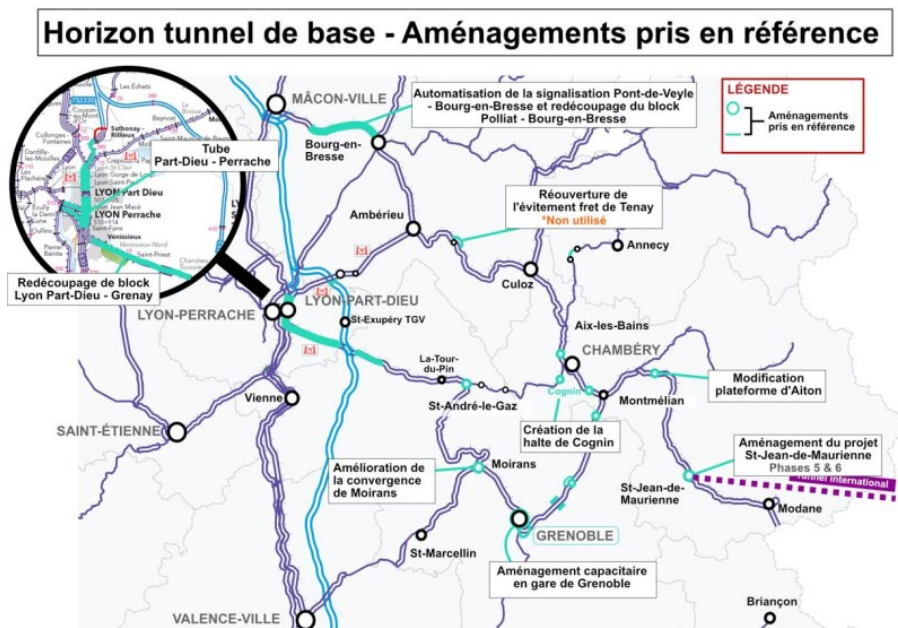 Horizon tunnel de base - Aménagements pris en référence
LÉGENDE
Aménagements
pris en référence
MÂCON-VILLE
Automatisation de la signalisation Pont-de-Veyle
- Bourg-en-Bresse et redécoupage du block
Polliat - Bourg-en-Bresse
Bourg-en-
Bresse
Les Échets
Sathonay-
Rillieux
Collonges-
Fontaines
Tube
Part-Dieu - Perrache
LYON Part Dieu
LYON Perrache
Vénissieux
Saint-Priest
Redécoupage de block
Lyon Part-Dieu - Grenay
Ambérieu
Réouverture de
l'évitement fret de Tenay
*Non utilisé
Annecy
Culoz
LYON-PERRACHE
LYON-PART-DIEU
St-Exupéry TGV
Aix-les-Bains
CHAMBÉRY
La-Tour-
du-Pin
St-André-le-Gaz
Cognin
Montmélian
Modification
plateforme d'Aiton
Vienne
SAINT-ÉTIENNE
Création de la
halte de Cognin
Amélioration de
la convergence
de Moirans
Moirans
Aménagement du projet
St-Jean-de-Maurienne
Phases 5 & 6
Tunnel international
St-Jean-de-
Maurienne
Modane
GRENOBLE
St-Marcellin
Aménagement capacitaire
en gare de Grenoble
VALENCE-VILLE
Briançon